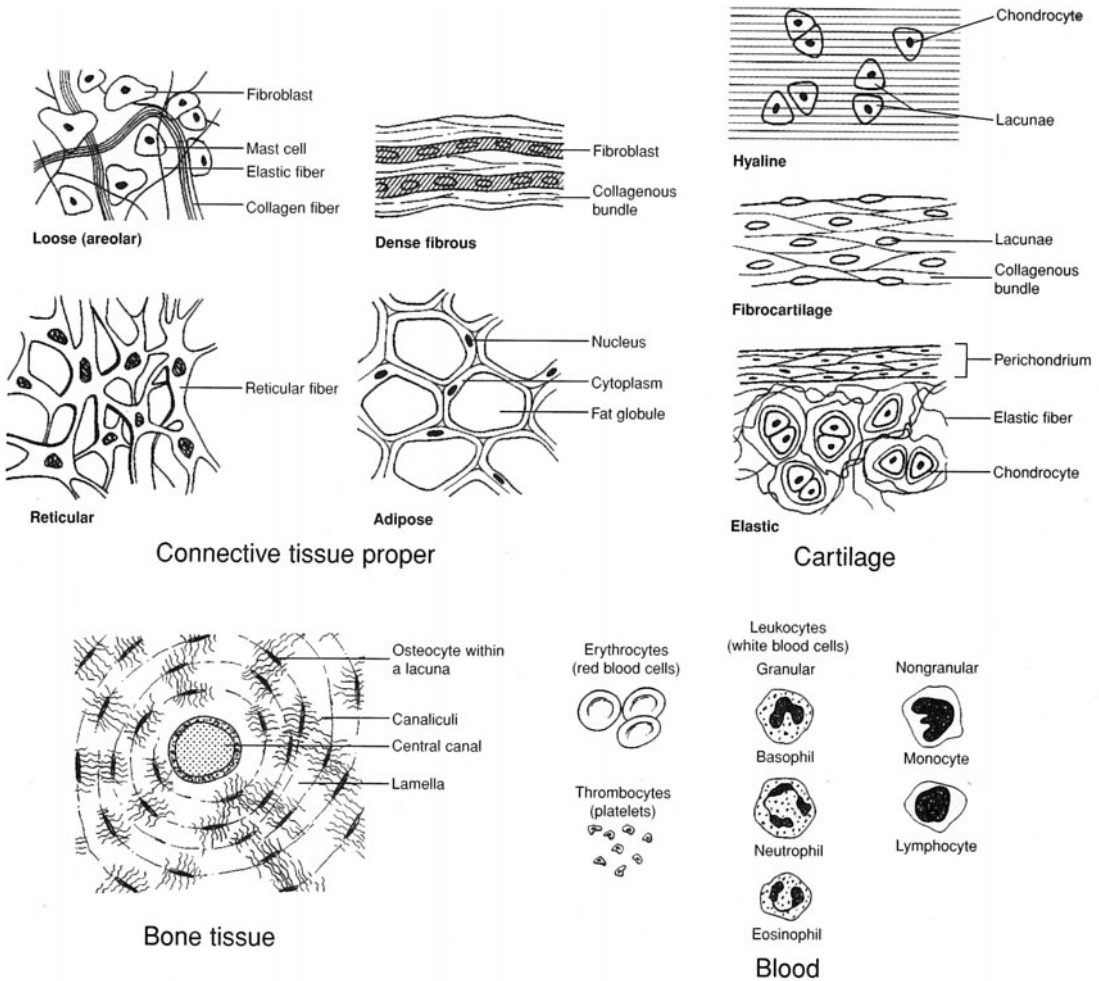 Fibroblast
Mast cell
Elastic fiber
Collagen fiber
Loose (areolar)
Fibroblast
Collagenous
bundle
Dense fibrous
Reticular fiber
Reticular
Nucleus
Cytoplasm
Fat globule
Adipose
Connective tissue proper
Chondrocyte
Lacunae
Hyaline
Lacunae
Collagenous
bundle
Fibrocartilage
Perichondrium
Elastic fiber
Chondrocyte
Elastic
Cartilage
Osteocyte within
a lacuna
Canaliculi
Central canal
Lamella
Bone tissue
Erythrocytes
(red blood cells)
Thrombocytes
(platelets)
Leukocytes
(white blood cells)
Granular
Basophil
Neutrophil
Eosinophil
Nongranular
Monocyte
Lymphocyte
Blood